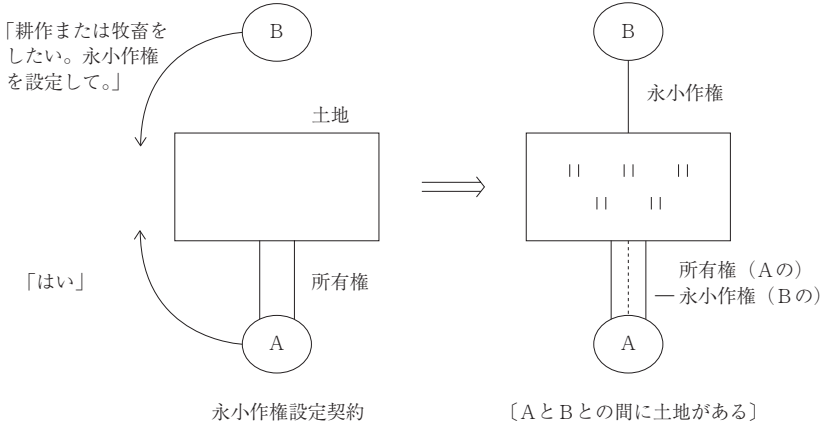 「耕作または牧畜を
したい。永小作権
を設定して。」
B
土地
「はい」
所有権
A
永小作権設定契約
B
永小作権
所有権（Aの）
― 永小作権（Bの）
A
〔AとBとの間に土地がある〕